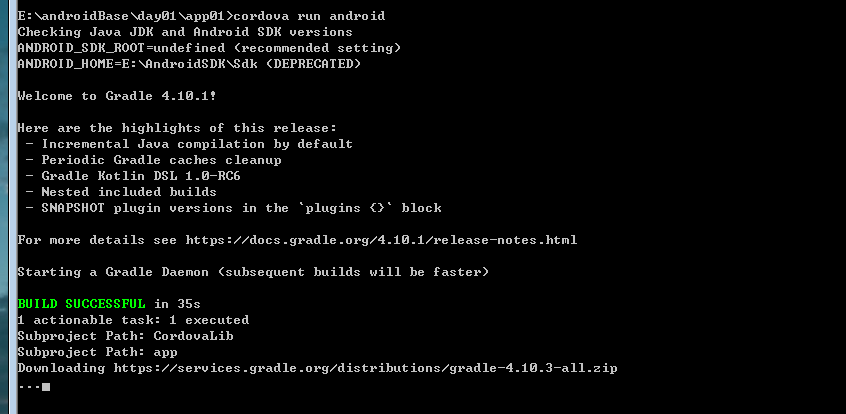 E:\androidBase\day01\app01>cordova run android
Checking Java JDK and Android SDK versions
ANDROID_SDK_ROOT=undefined (recommended setting)
ANDROID_HOME=E:\AndroidSDK\Sdk (DEPRECATED)
Welcome to Gradle 4.10.1!
Here are the highlights of this release:
- Incremental Java compilation by default
- Periodic Gradle caches cleanup
- Gradle Kotlin DSL 1.0-RC6
- Nested included builds
- SNAPSHOT plugin versions in the `plugins {}` block
For more details see https://docs.gradle.org/4.10.1/release-notes.html
Starting a Gradle Daemon (subsequent builds will be faster)
BUILD SUCCESSFUL in 35s
1 actionable task: 1 executed
Subproject Path: CordovaLib
Subproject Path: app
Downloading https://services.gradle.org/distributions/gradle-4.10.3-all.zip
...